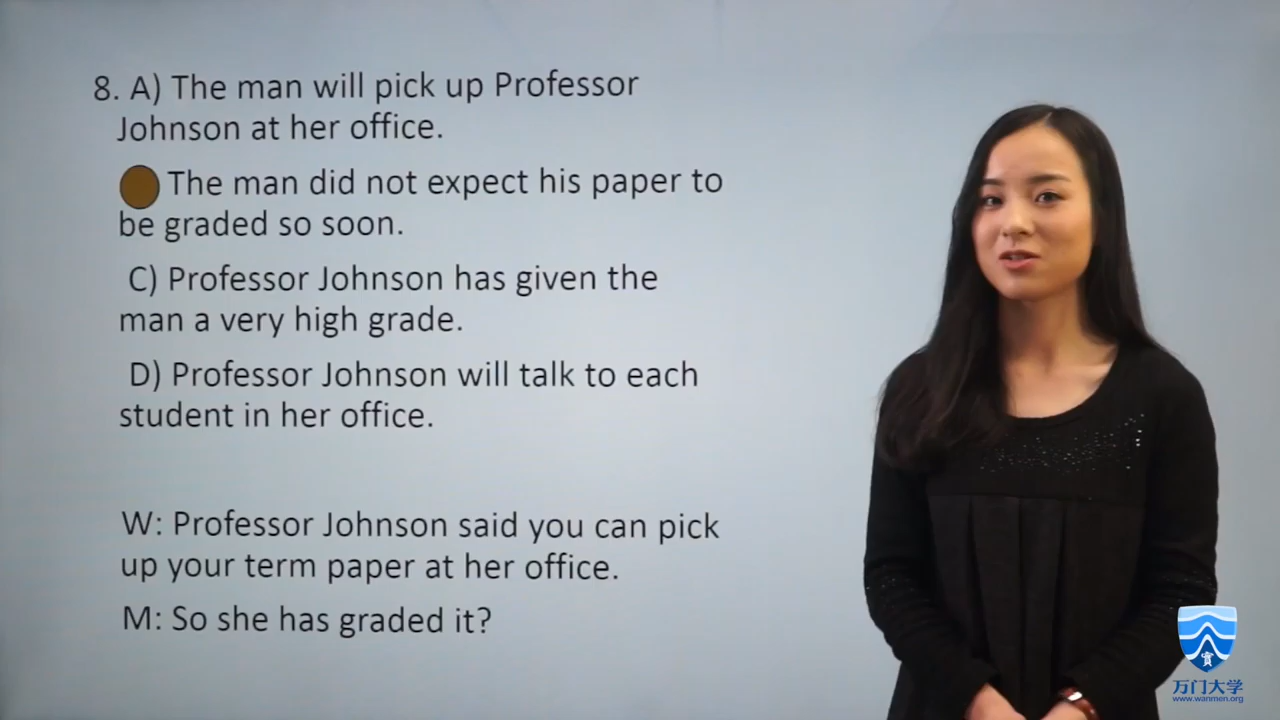 8. A) The man will pick up Professor
Johnson at her office.
The man did not expect his paper to
be graded so soon.
C) Professor Johnson has given the
man a very high grade.
D) Professor Johnson will talk to each
student in her office.
W: Professor Johnson said you can pick
up your term paper at her office.
M: So she has graded it?
万门大学
www.wanmen.org